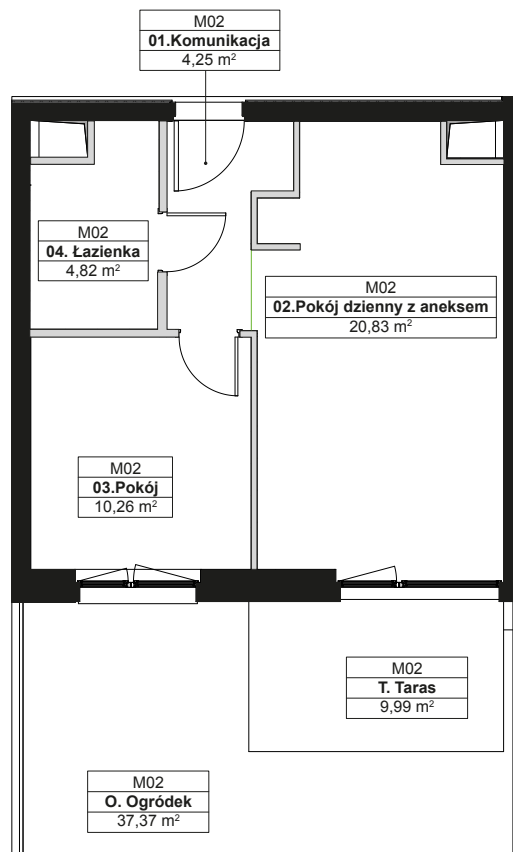 M02
01.Komunikacja
4,25 m²
M02
04. Łazienka
4,82 m²
M02
02.Pokój dzienny z aneksem
20,83 m²
M02
03.Pokój
10,26 m²
M02
T. Taras
9,99 m²
M02
O. Ogródek
37,37 m²